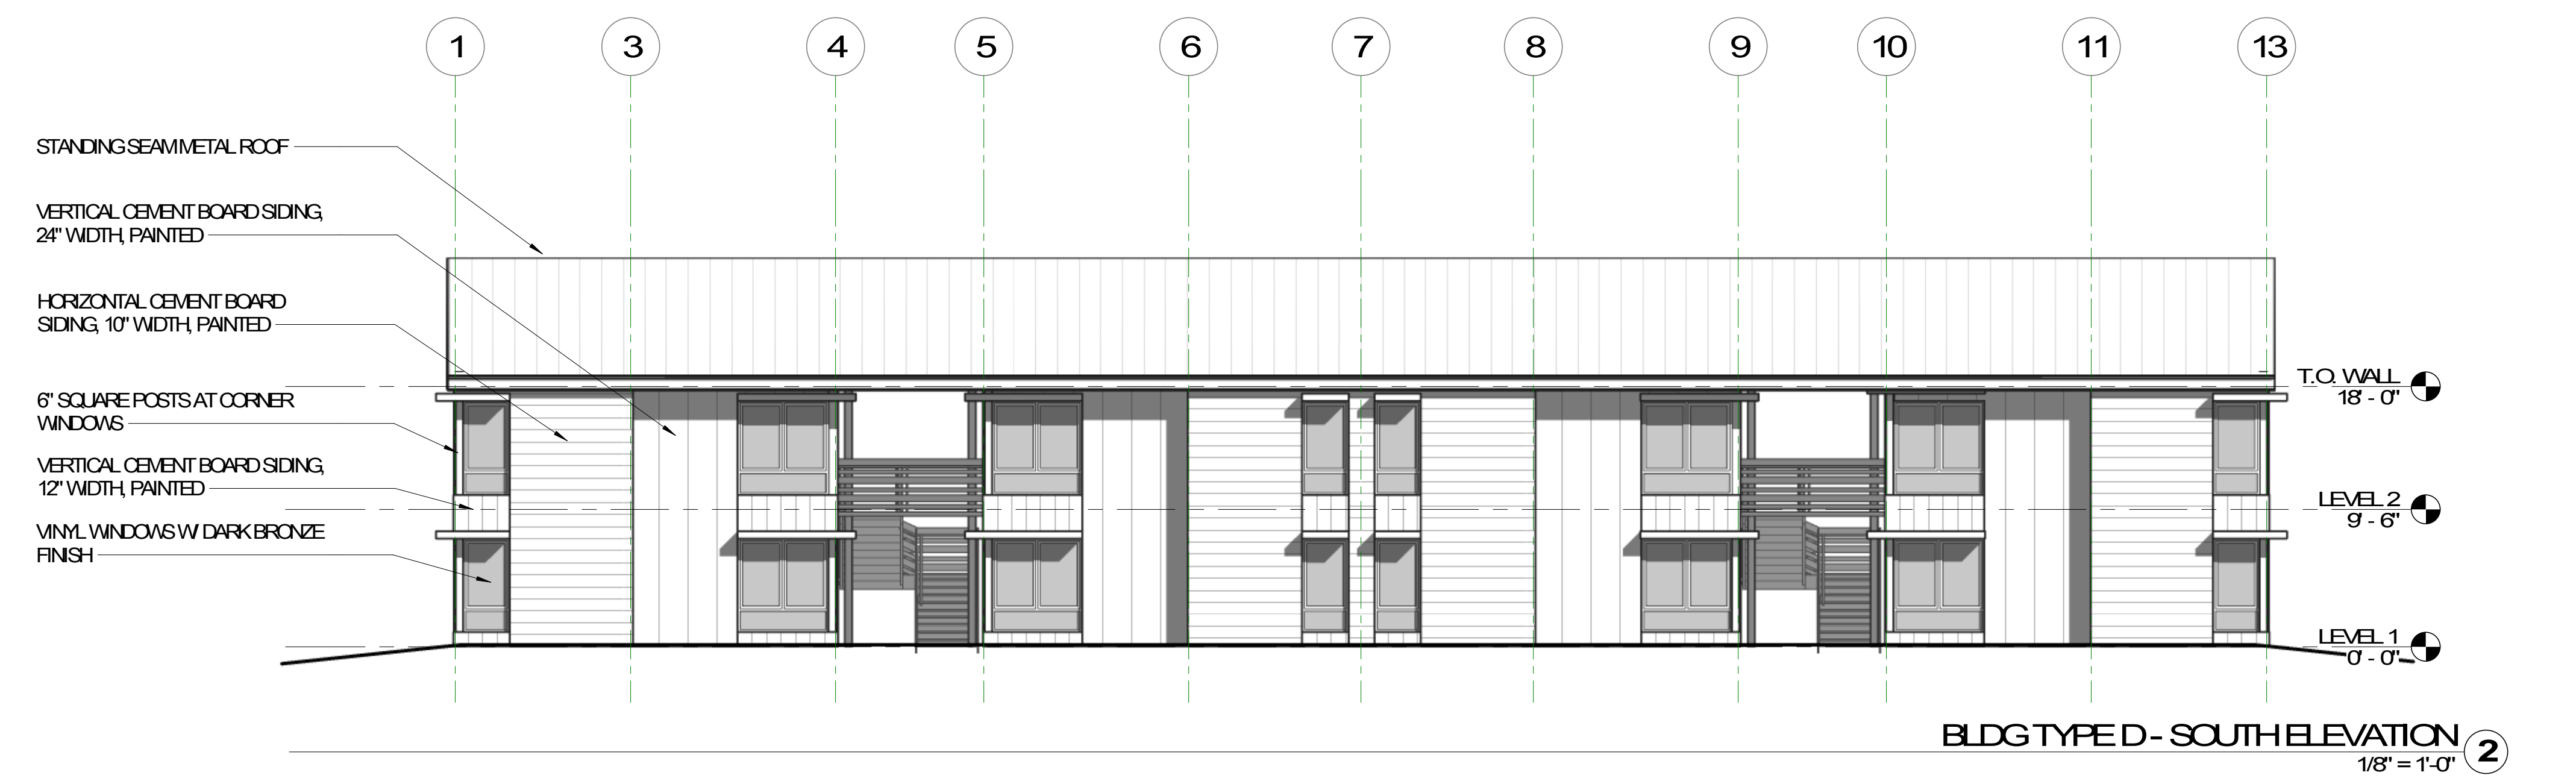 1 3 4 5 6 7 8 9 10 11 13
STANDING SEAM METAL ROOF
VERTICAL CEMENT BOARD SIDING,
24" WIDTH, PAINTED
HORIZONTAL CEMENT BOARD
SIDING, 10" WIDTH, PAINTED
6" SQUARE POSTS AT CORNER
WINDOWS
VERTICAL CEMENT BOARD SIDING,
12" WIDTH, PAINTED
VINYL WINDOWS W/ DARK BRONZE
FINISH
T.O. WALL
18' - 0"
LEVEL 2
9' - 6"
LEVEL 1
0' - 0"
BLDG TYPE D - SOUTH ELEVATION
2
1/8" = 1'-0"